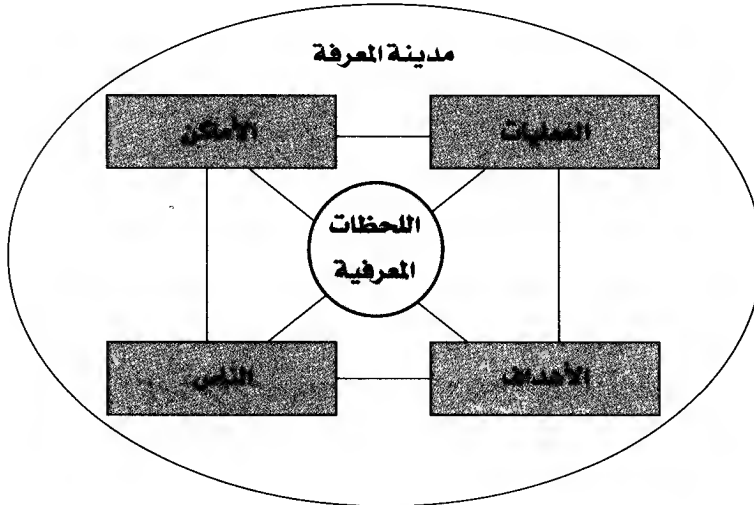 مدينة المعرفة
العمليات
الأماكن
اللحظات
المعرفية
الأهداف
الناس